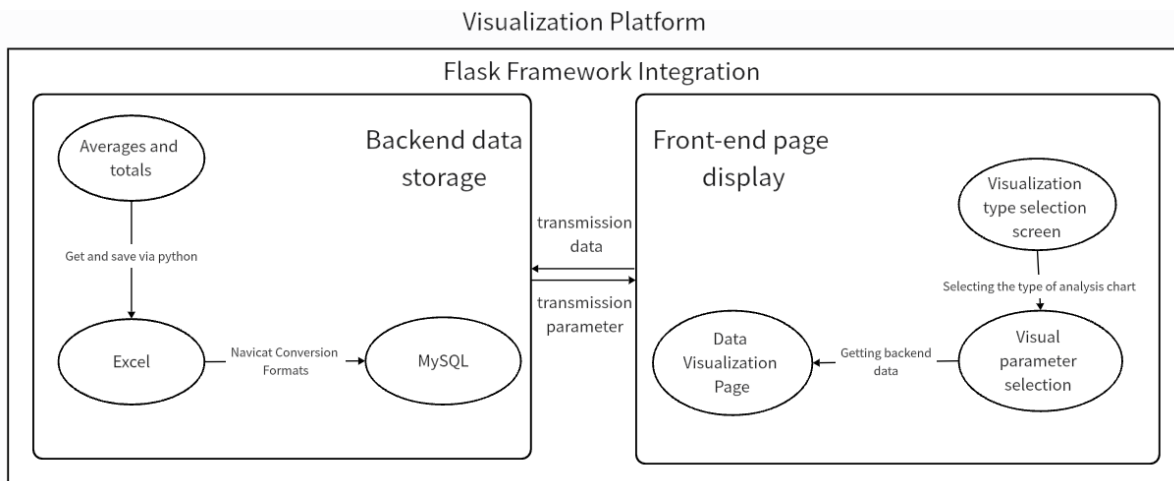 Visualization Platform
Flask Framework Integration
Averages and
totals
Backend data
storage
Get and save via python
Excel
Navicat Conversion
Formats
MySQL
transmission
data
transmission
parameter
Front-end page
display
Visualization
type selection
screen
Selecting the type of analysis chart
Visual
parameter
selection
Getting backend
data
Data
Visualization
Page